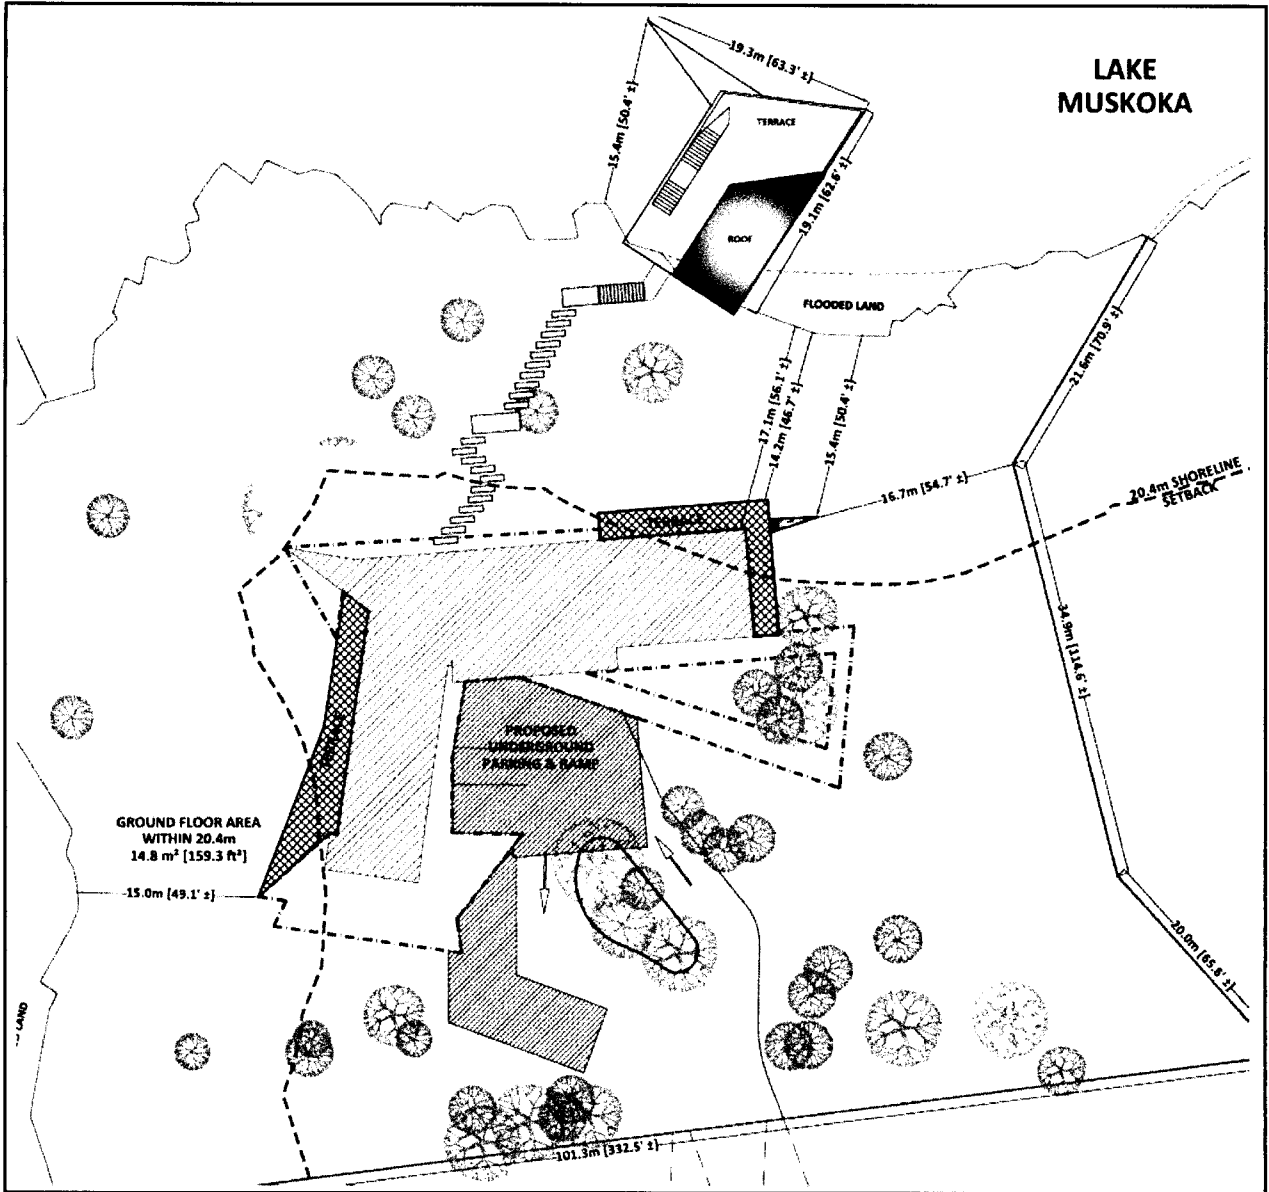 LAKE
MUSKOKA
19.3m [63.3' ±]
15.4m [50.4' ±]
TERRACE
19.1m [62.6' ±]
ROOF
FLOODED LAND
21.6m [70.9' ±]
17.1m [56.1' ±]
14.2m [46.7' ±]
15.4m [50.4' ±]
16.7m [54.7' ±]
20.4m SHORELINE
SETBACK
TERRACE
34.9m [114.6' ±]
PROPOSED
UNDERGROUND
PARKING & RAMP
GROUND FLOOR AREA
WITHIN 20.4m
14.8 m² [159.3 ft²]
15.0m [49.1' ±]
20.0m [65.8' ±]
LAND
101.3m [332.5' ±]